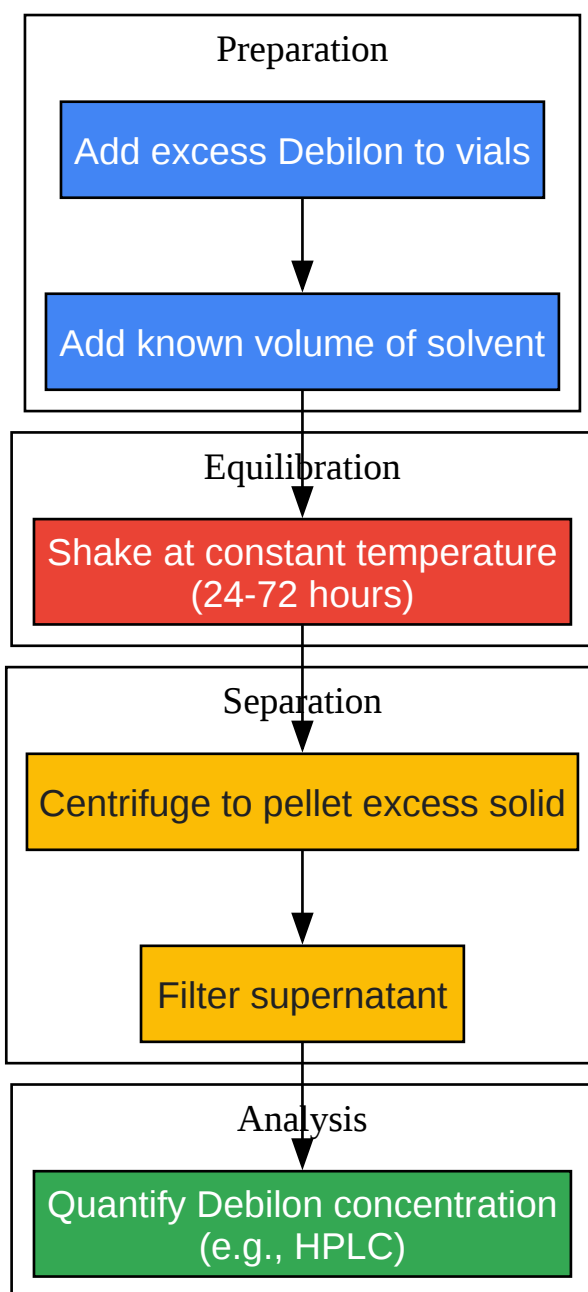 Preparation
Add excess Debilon to vials
Add known volume of solvent
Equilibration
Shake at constant temperature
(24-72 hours)
Separation
Centrifuge to pellet excess solid
Filter supernatant
Analysis
Quantify Debilon concentration
(e.g., HPLC)